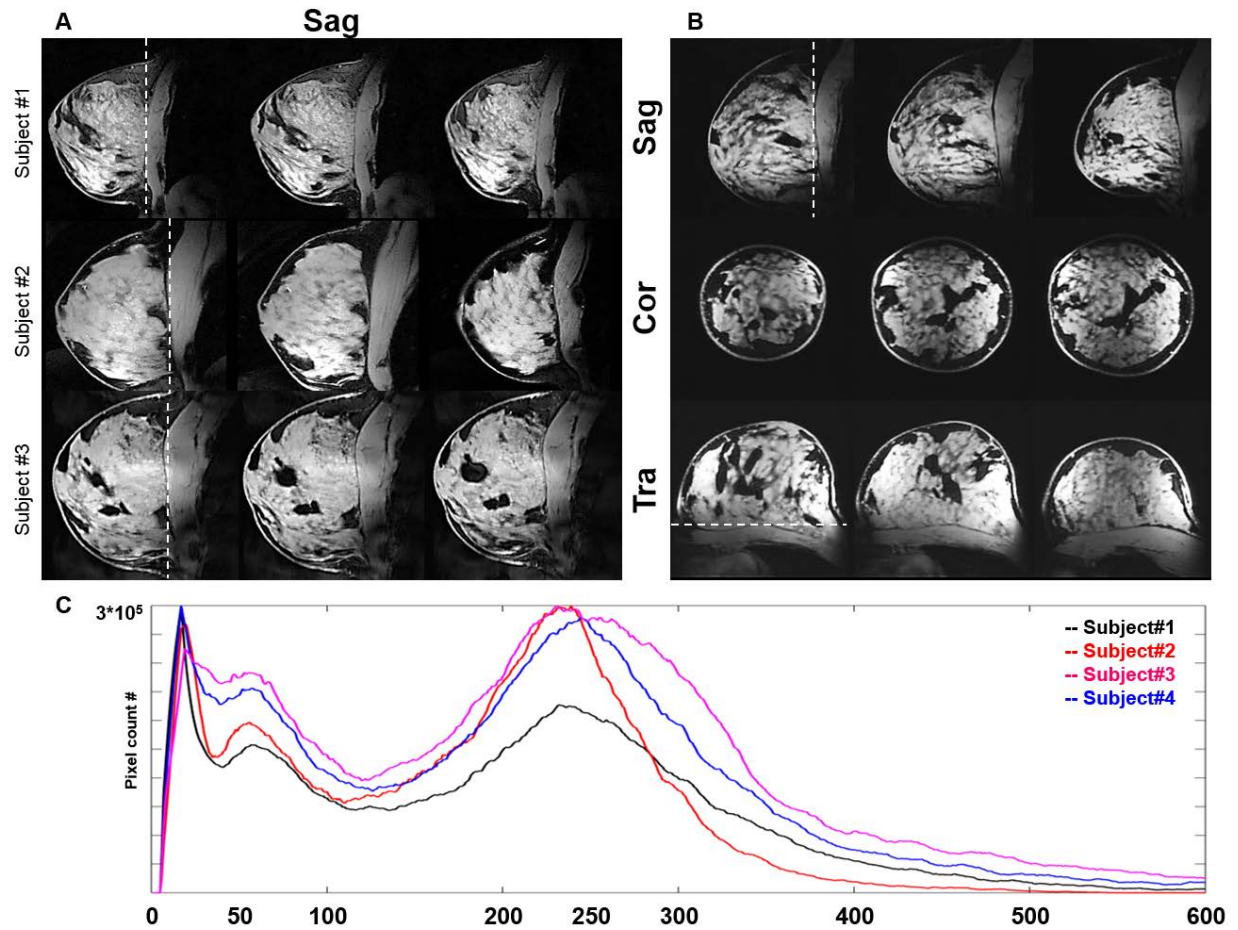 A
Sag
B
Subject #1
Subject #2
Subject #3
Sag
Cor
Tra
C
3*10⁵
Pixel count #
-- Subject#1
-- Subject#2
-- Subject#3
-- Subject#4
0 50 100 200 250 300 400 500 600